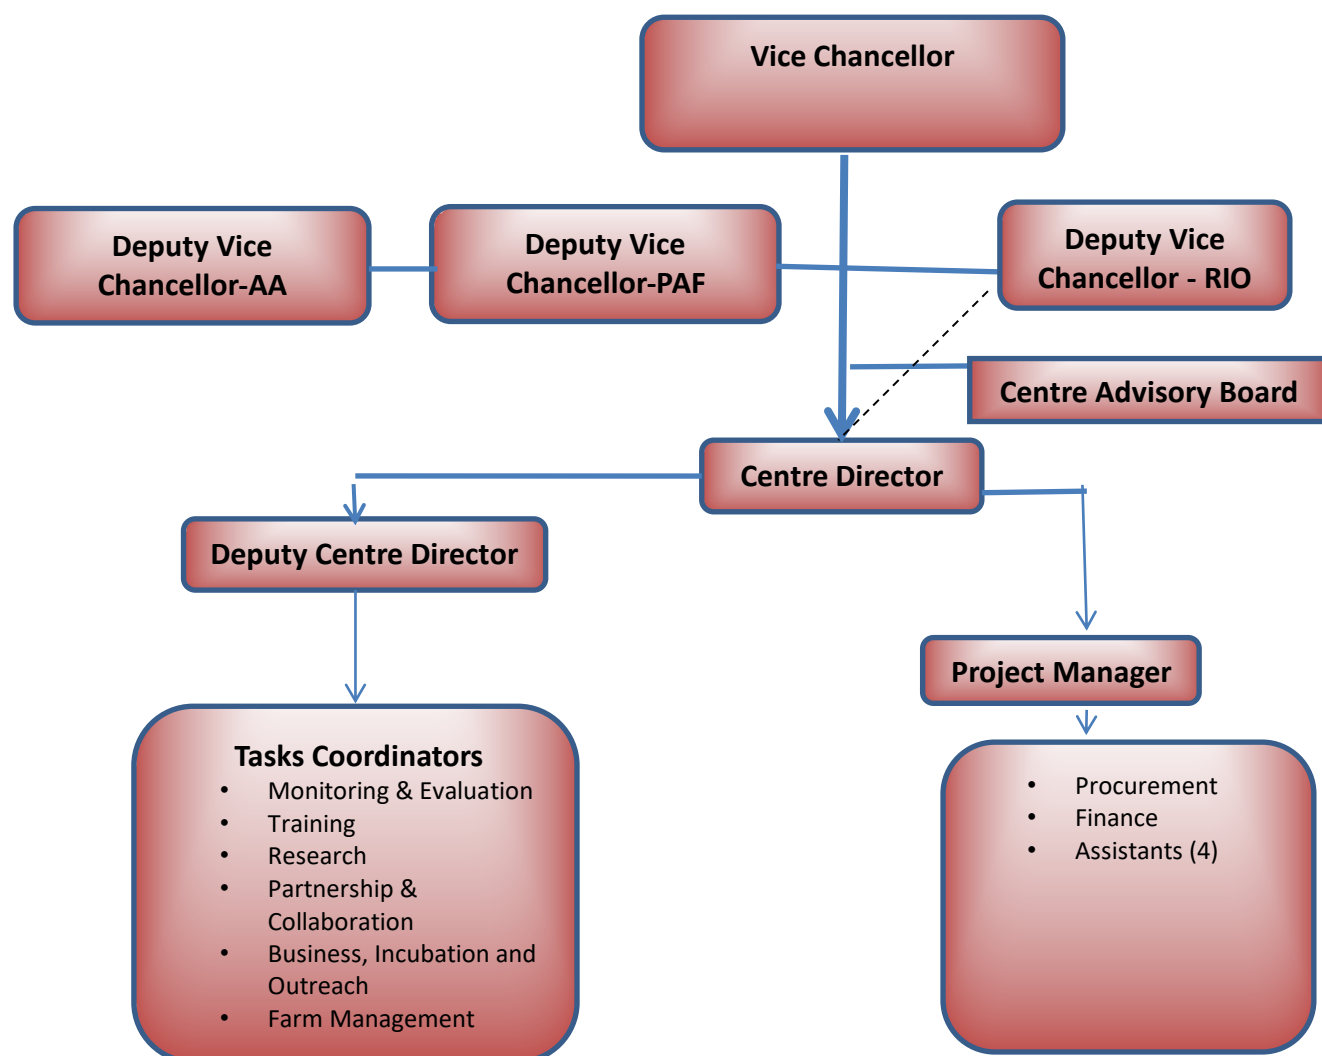 Vice Chancellor
Deputy Vice
Chancellor-AA
Deputy Vice
Chancellor-PAF
Deputy Vice
Chancellor - RIO
Centre Advisory Board
Centre Director
Deputy Centre Director
Project Manager
Tasks Coordinators
• Monitoring & Evaluation
• Training
• Research
• Partnership &
Collaboration
• Business, Incubation and
Outreach
• Farm Management
• Procurement
• Finance
• Assistants (4)